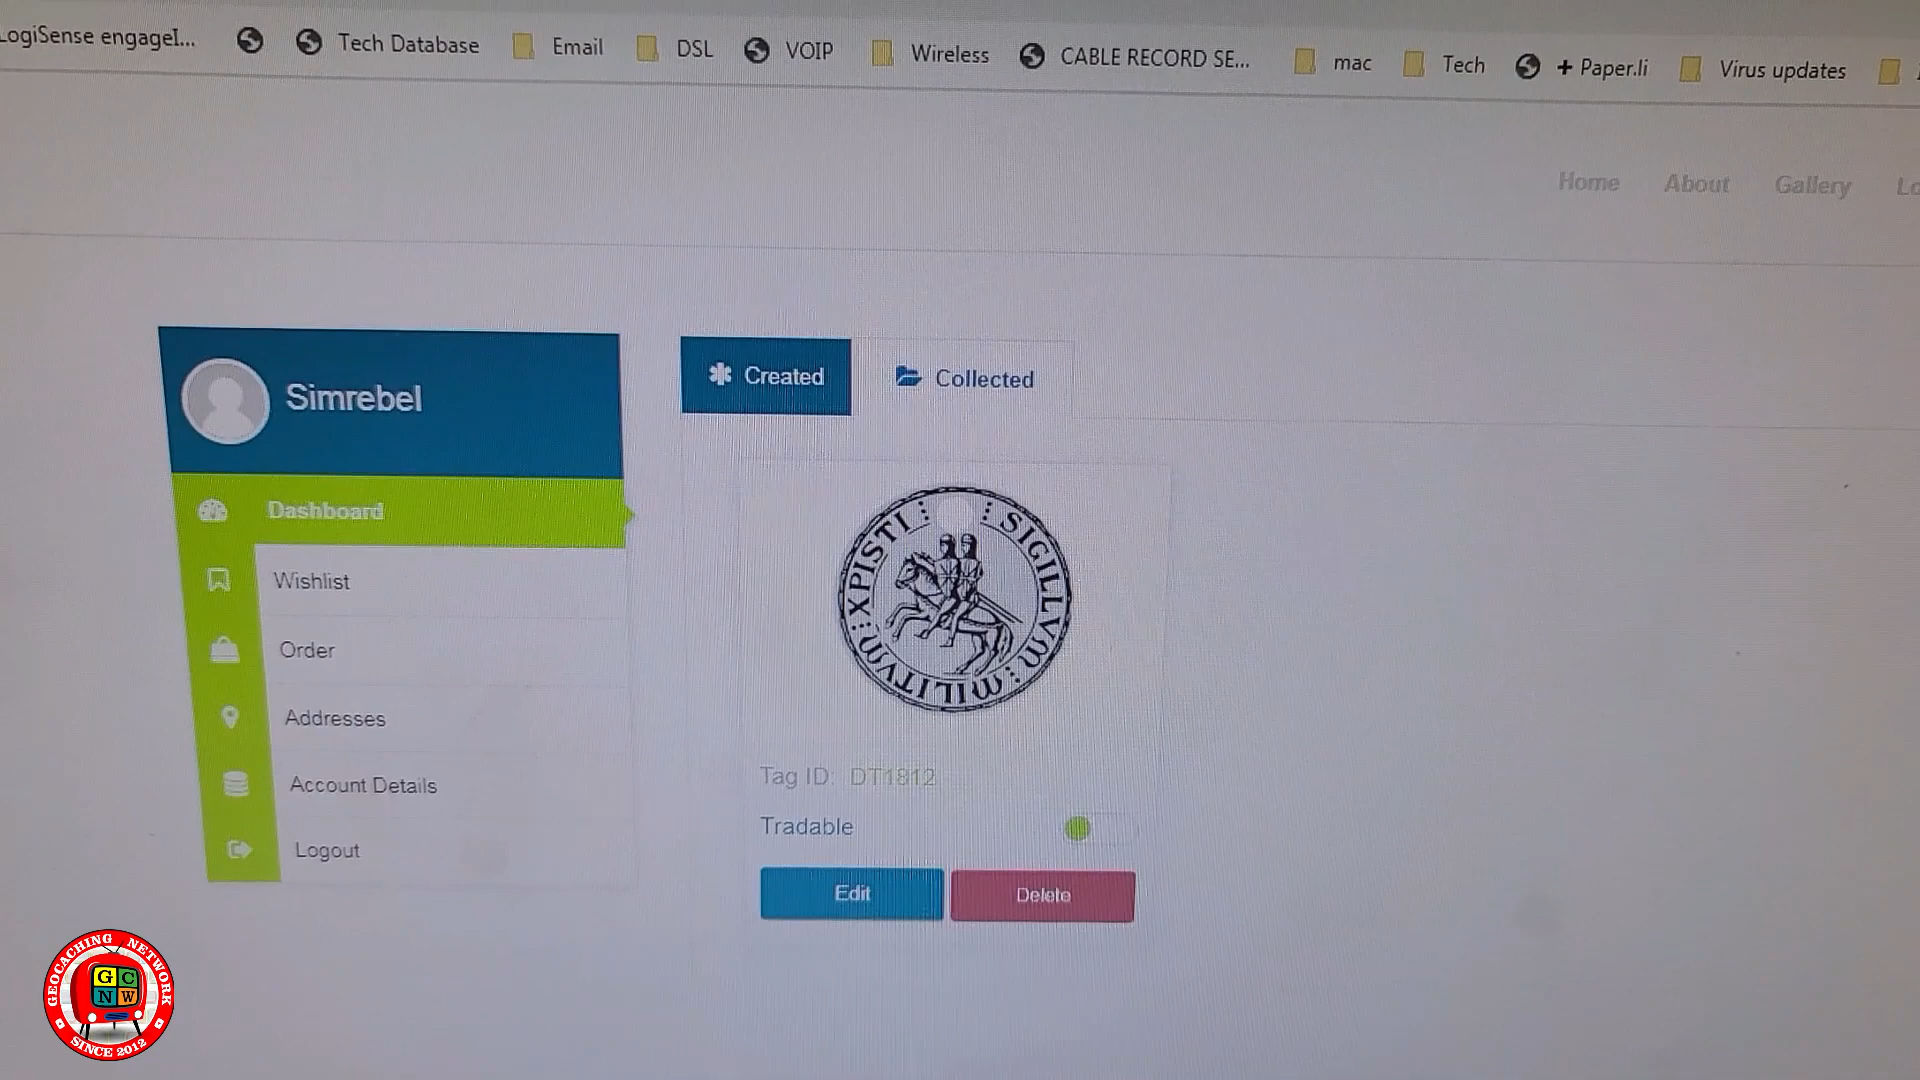 LogiSense engageI...
Tech Database
Email
DSL
VOIP
Wireless
CABLE RECORD SE...
mac
Tech
+ Paper.li
Virus updates
Home
About
Gallery
Simrebel
Created
Collected
Dashboard
Wishlist
Order
Addresses
Account Details
Logout
SIGILLVM
MILITVM
XPISTI
Tag ID: DT1812
Tradable
Edit
Delete
GEOCACHING NETWORK
G C
N W
SINCE 2012